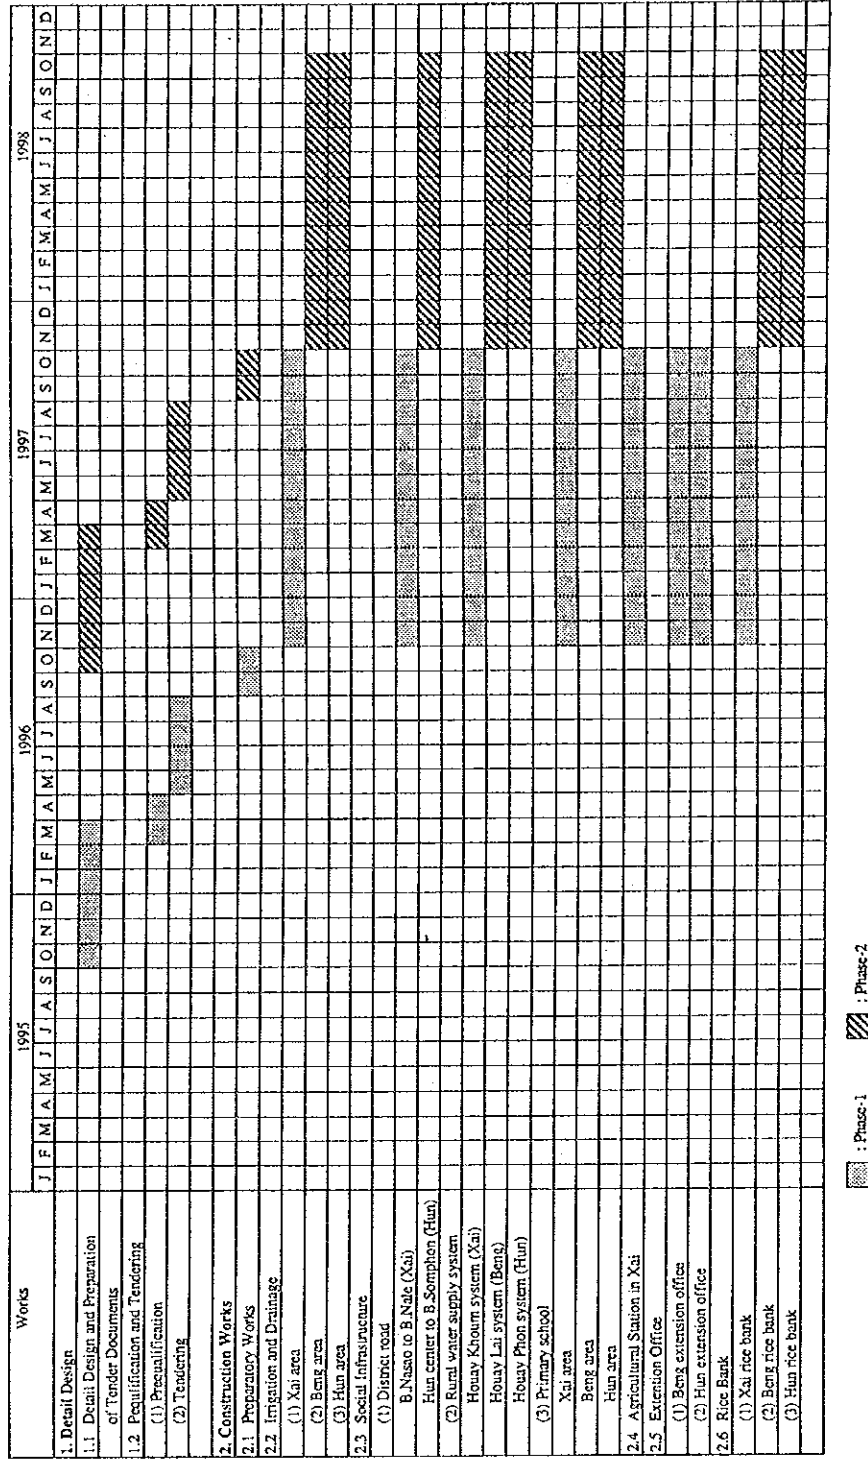 Works
1995 1996 1997 1998
J F M A M J J A S O N D J F M A M J J A S O N D J F M A M J J A S O N D J F M A M J J A S O N D
1. Detail Design
1.1 Detail Design and Preparation
of Tender Documents
1.2 Pequlification and Tendering
(1) Precqualification
(2) Tendering
2. Construction Works
2.1 Preparatory Works
2.2 Irrigation and Drainage
(1) Xai area
(2) Beng area
(3) Hun area
2.3 Social Infrastructure
(1) District road
B.Nasao to B.Nale (Xai)
Hun center to B.Somphon (Hun)
(2) Rural water supply system
Houay Khoum system (Xai)
Houay Lai system (Beng)
Houay Phon system (Hun)
(3) Primary school
Xai area
Beng area
Hun area
2.4 Agricultural Station in Xai
2.5 Extention Office
(1) Beng extension office
(2) Hun extension office
2.6 Rice Bank
(1) Xai rice bank
(2) Beng rice bank
(3) Hun rice bank
: Phase-1 : Phase-2